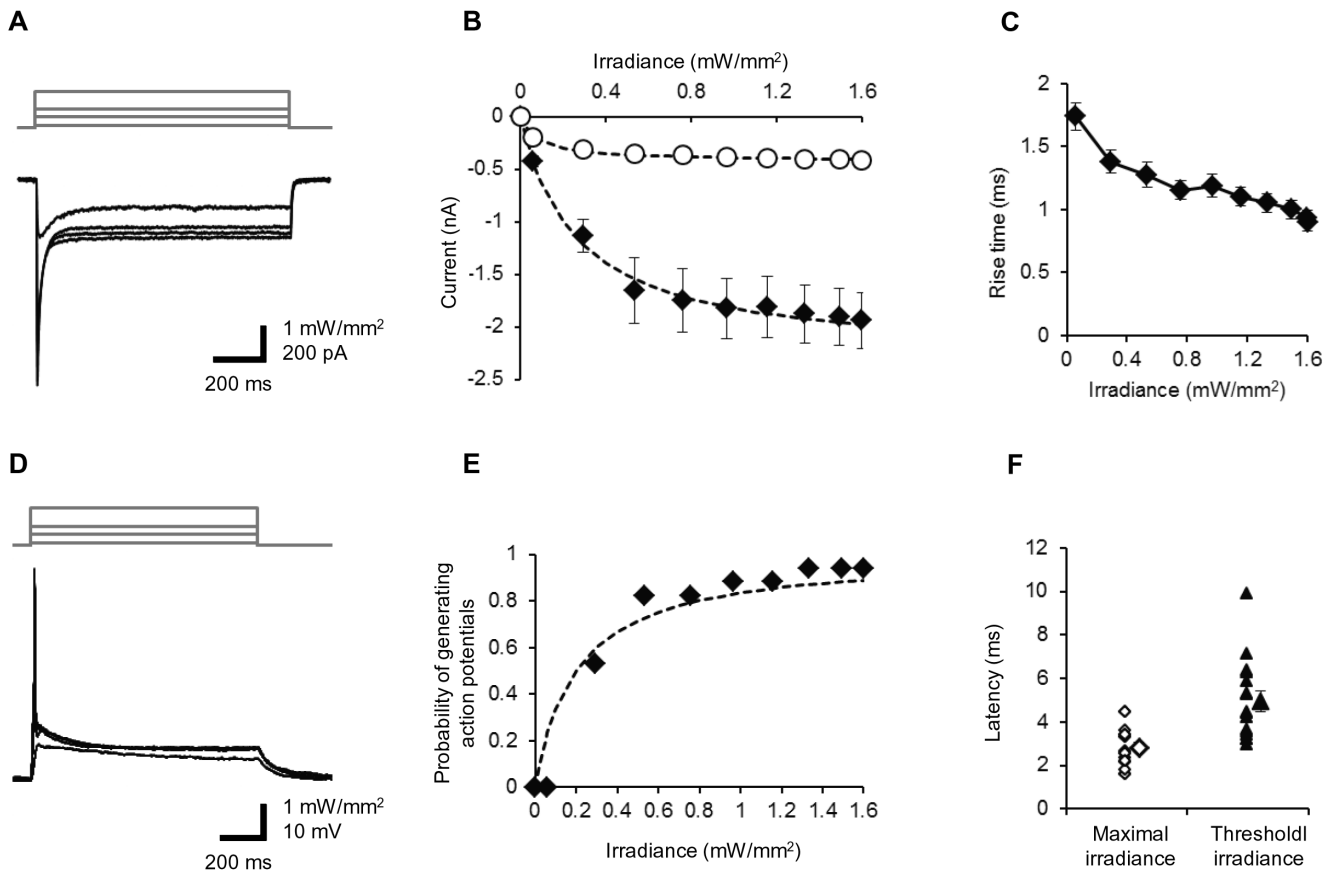 A
1 mW/mm²
200 pA
200 ms
B
Irradiance (mW/mm²)
0 0.4 0.8 1.2 1.6
0
-0.5
-1
-1.5
-2
-2.5
Current (nA)
C
2
1.5
1
0.5
0
Rise time (ms)
0 0.4 0.8 1.2 1.6
Irradiance (mW/mm²)
D
1 mW/mm²
10 mV
200 ms
E
Probability of generating
action potentials
1
0.8
0.6
0.4
0.2
0
0 0.2 0.4 0.6 0.8 1 1.2 1.4 1.6
Irradiance (mW/mm²)
F
12
10
8
6
4
2
0
Latency (ms)
Maximal
irradiance
Thresholdl
irradiance